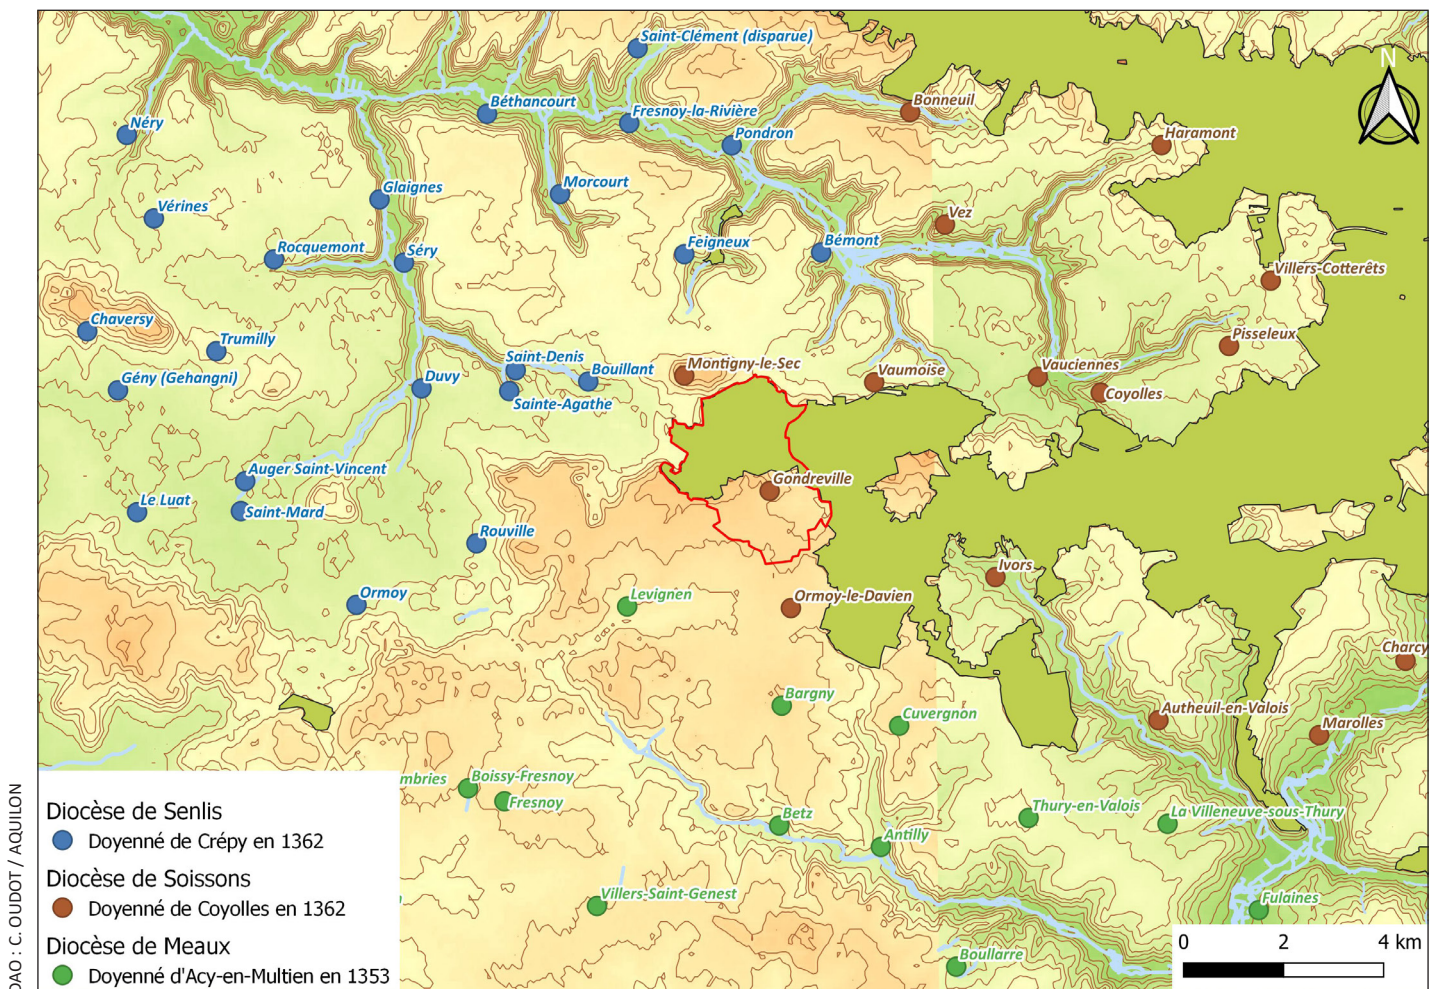 Saint-Clément (disparue)
N
Béthancourt
Bonneuil
Fresnoy-la-Rivière
Néry
Pondron
Haramont
Morcourt
Glaignes
Vérines
Vez
Rocquemont
Séry
Feigneux
Bémont
Villers-Cotterêts
Chaversy
Trumilly
Pisseleux
Saint-Denis
Bouillant
Montigny-le-Sec
Vaumoise
Vauciennes
Gény (Gehangni)
Duvy
Sainte-Agathe
Coyolles
Auger Saint-Vincent
Gondreville
Le Luat
Saint-Mard
Rouville
Ivors
Ormoy
Levignen
Ormoy-le-Davien
Charcy
Bargny
Cuvergnon
Autheuil-en-Valois
Marolles
mbries
Boissy-Fresnoy
Fresnoy
Betz
Thury-en-Valois
La Villeneuve-sous-Thury
Antilly
Villers-Saint-Genest
Fulaines
Boullarre
Diocèse de Senlis
Doyenné de Crépy en 1362
Diocèse de Soissons
Doyenné de Coyolles en 1362
Diocèse de Meaux
Doyenné d'Acy-en-Multien en 1353
0 2 4 km
DAO : C. OUDOT / AQUILON